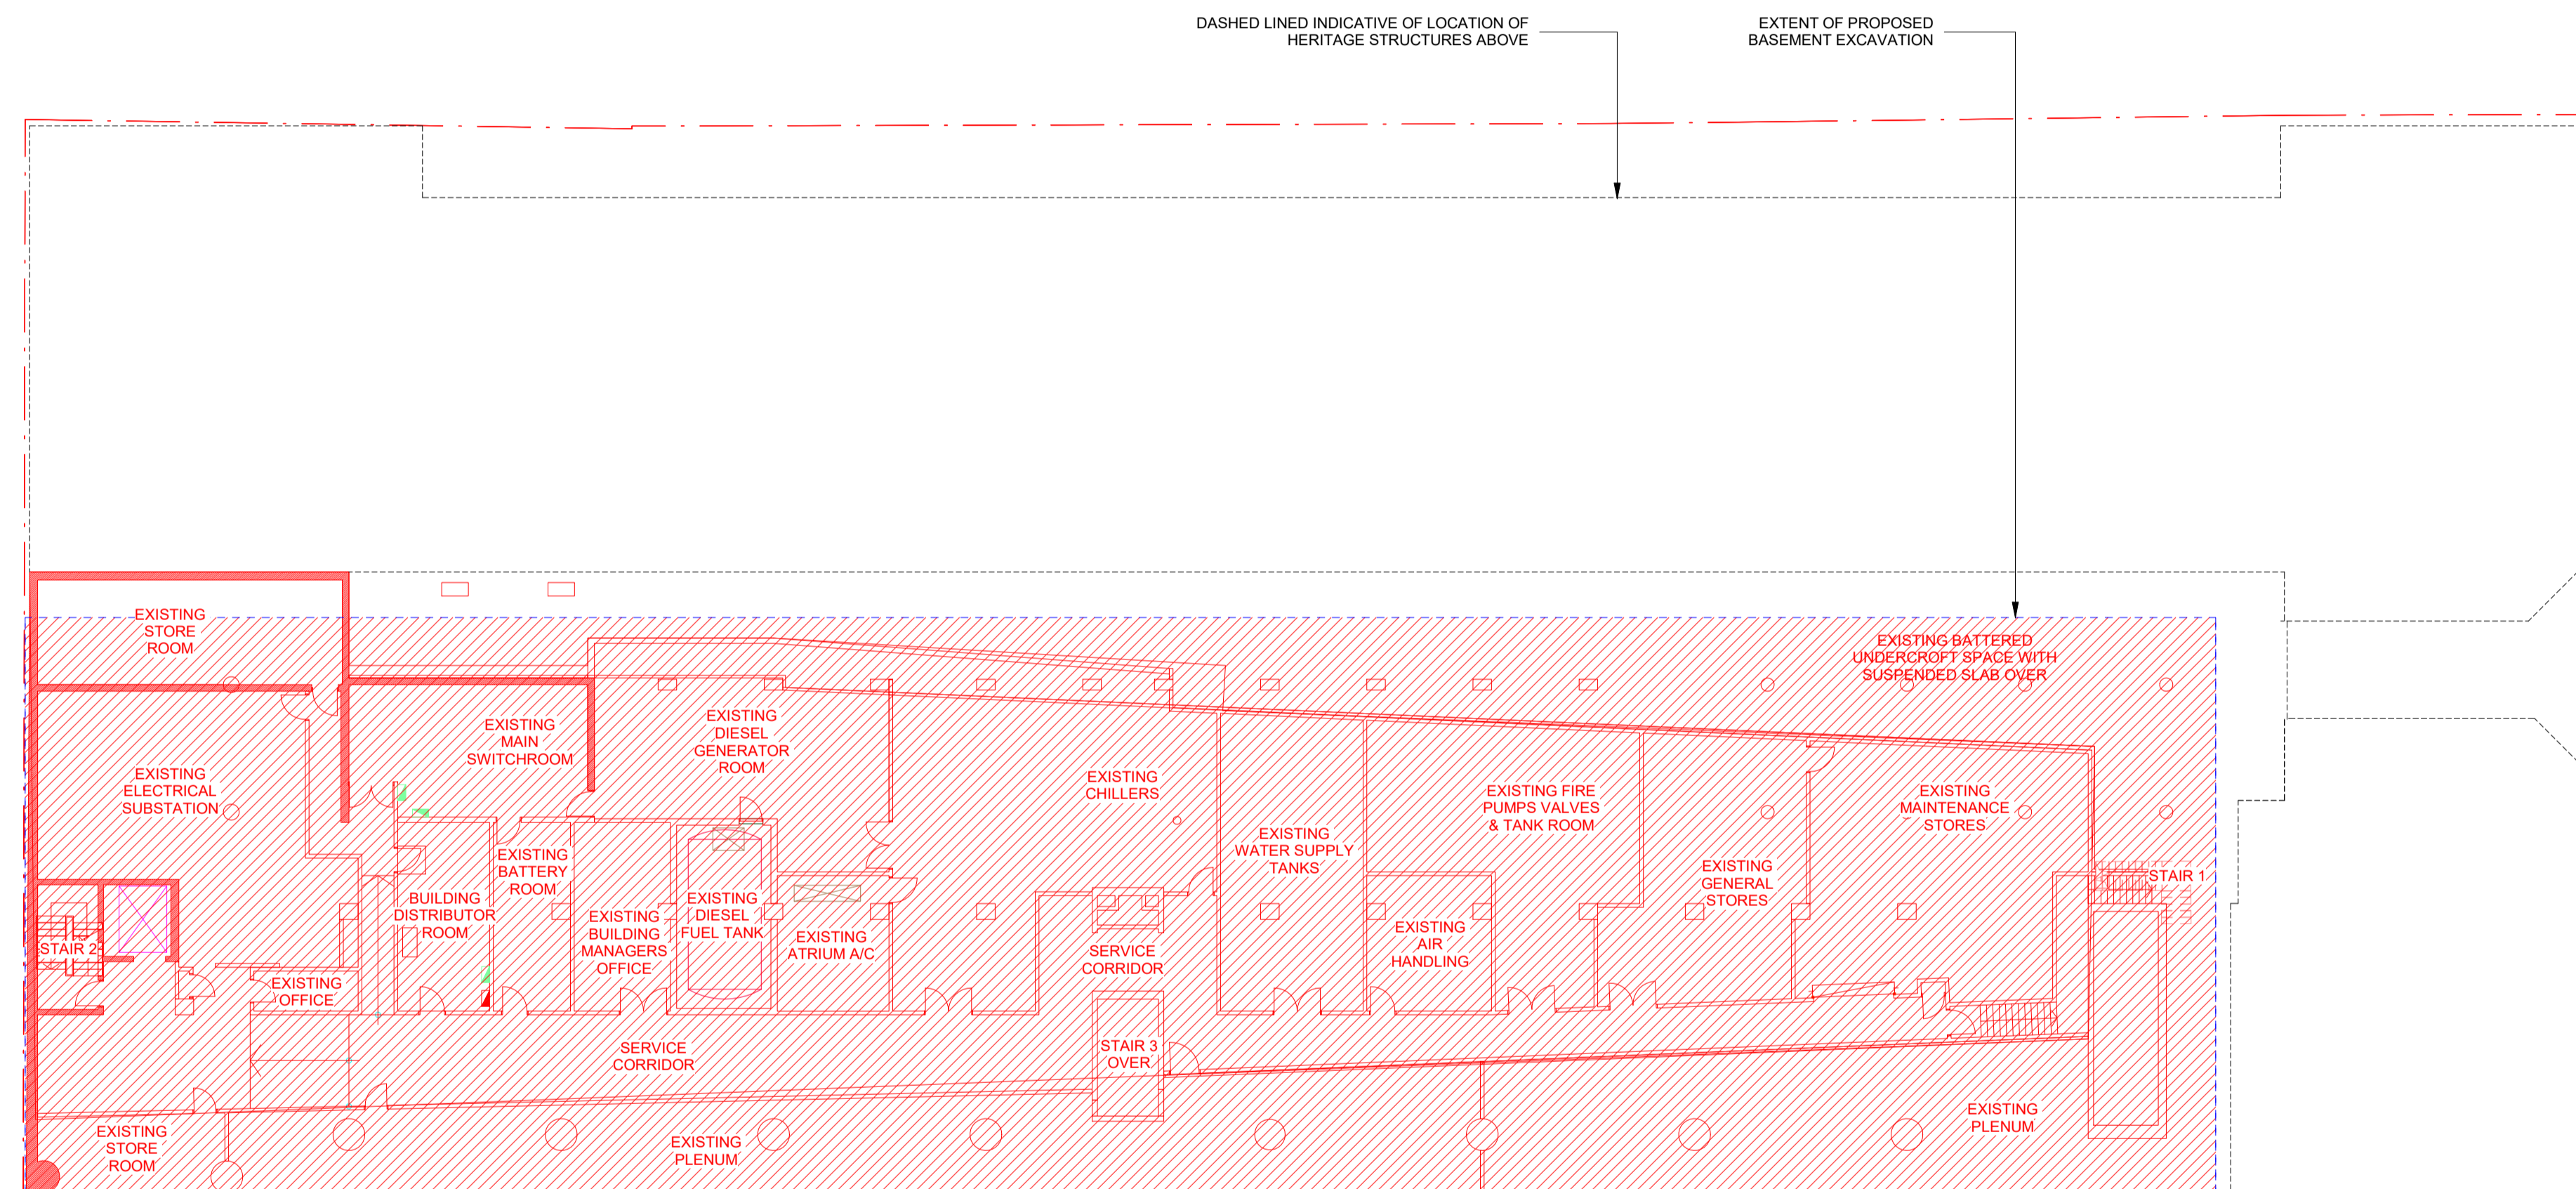 DASHED LINED INDICATIVE OF LOCATION OF
HERITAGE STRUCTURES ABOVE
EXTENT OF PROPOSED
BASEMENT EXCAVATION
EXISTING
STORE
ROOM
EXISTING BATTERED
UNDERCROFT SPACE WITH
SUSPENDED SLAB OVER
EXISTING
MAIN
SWITCHROOM
EXISTING
DIESEL
GENERATOR
ROOM
EXISTING
ELECTRICAL
SUBSTATION
EXISTING
CHILLERS
EXISTING FIRE
PUMPS VALVES
& TANK ROOM
EXISTING
MAINTENANCE
STORES
EXISTING
WATER SUPPLY
TANKS
EXISTING
BATTERY
ROOM
EXISTING
GENERAL
STORES
STAIR 1
BUILDING
DISTRIBUTOR
ROOM
EXISTING
DIESEL
FUEL TANK
EXISTING
BUILDING
MANAGERS
OFFICE
EXISTING
ATRIUM A/C
EXISTING
AIR
HANDLING
STAIR 2
SERVICE
CORRIDOR
EXISTING
OFFICE
SERVICE
CORRIDOR
STAIR 3
OVER
EXISTING
STORE
ROOM
EXISTING
PLENUM
EXISTING
PLENUM